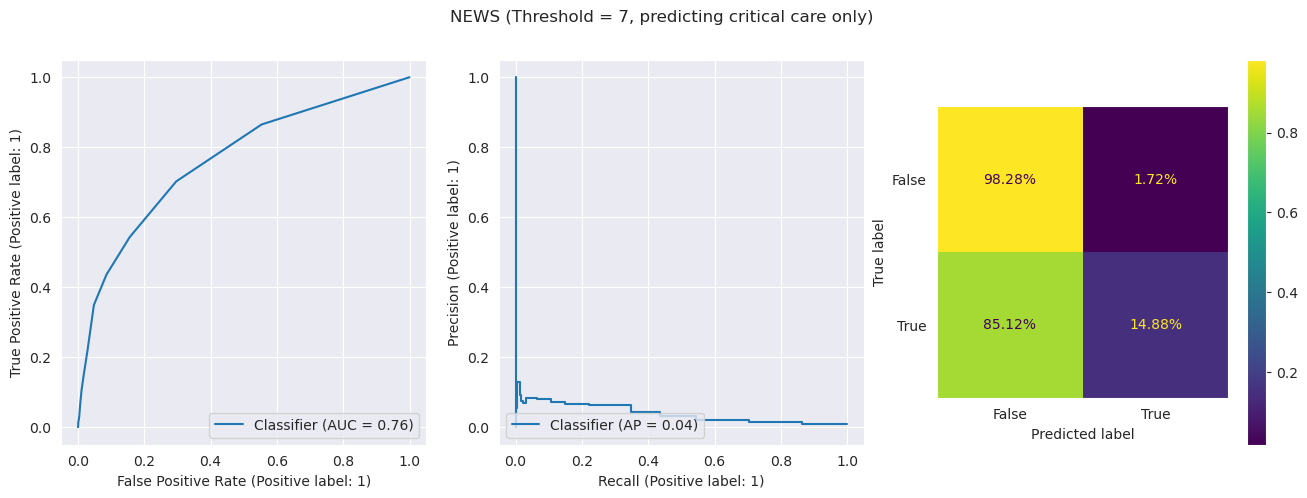 NEWS (Threshold = 7, predicting critical care only)
True Positive Rate (Positive label: 1)
1.0
0.8
0.6
0.4
0.2
0.0
Classifier (AUC = 0.76)
0.0 0.2 0.4 0.6 0.8 1.0
False Positive Rate (Positive label: 1)
Precision (Positive label: 1)
1.0
0.8
0.6
0.4
0.2
0.0
Classifier (AP = 0.04)
0.0 0.2 0.4 0.6 0.8 1.0
Recall (Positive label: 1)
True label
False
98.28% 1.72%
True
85.12% 14.88%
False True
Predicted label
0.8
0.6
0.4
0.2